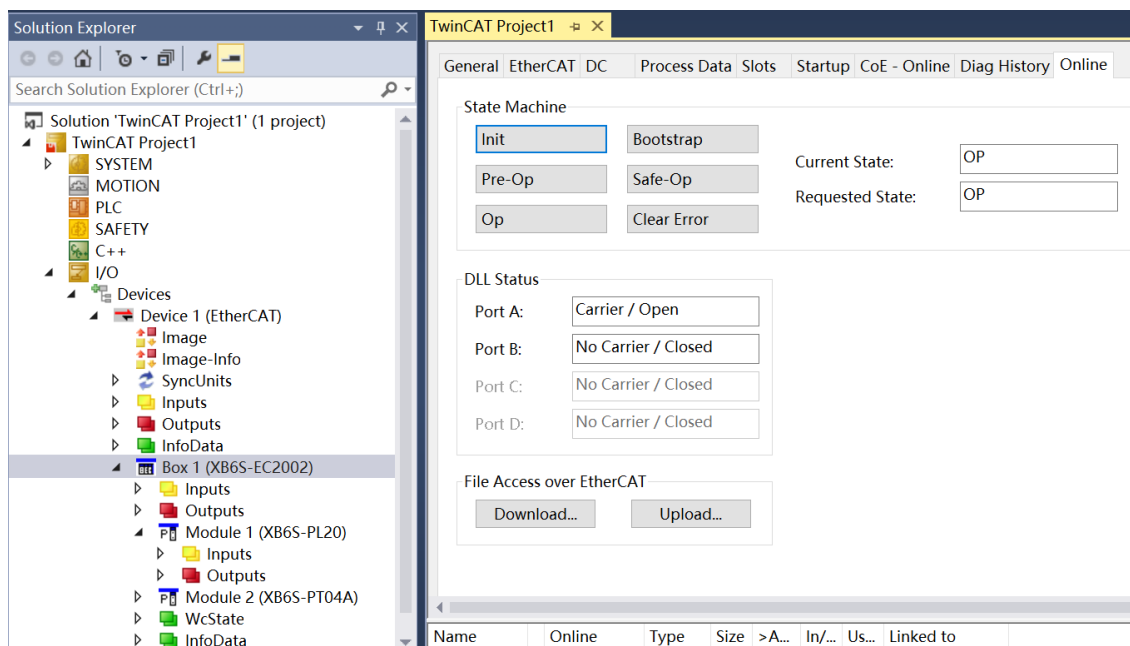 Solution Explorer
Search Solution Explorer (Ctrl+;)
Solution 'TwinCAT Project1' (1 project)
TwinCAT Project1
SYSTEM
MOTION
PLC
SAFETY
C++
I/O
Devices
Device 1 (EtherCAT)
Image
Image-Info
SyncUnits
Inputs
Outputs
InfoData
Box 1 (XB6S-EC2002)
Inputs
Outputs
Module 1 (XB6S-PL20)
Inputs
Outputs
Module 2 (XB6S-PT04A)
WcState
InfoData
TwinCAT Project1
General EtherCAT DC Process Data Slots Startup CoE - Online Diag History Online
State Machine
Init Bootstrap
Pre-Op Safe-Op
Op Clear Error
Current State: OP
Requested State: OP
DLL Status
Port A: Carrier / Open
Port B: No Carrier / Closed
Port C: No Carrier / Closed
Port D: No Carrier / Closed
File Access over EtherCAT
Download... Upload...
Name Online Type Size >A... In/... Us... Linked to